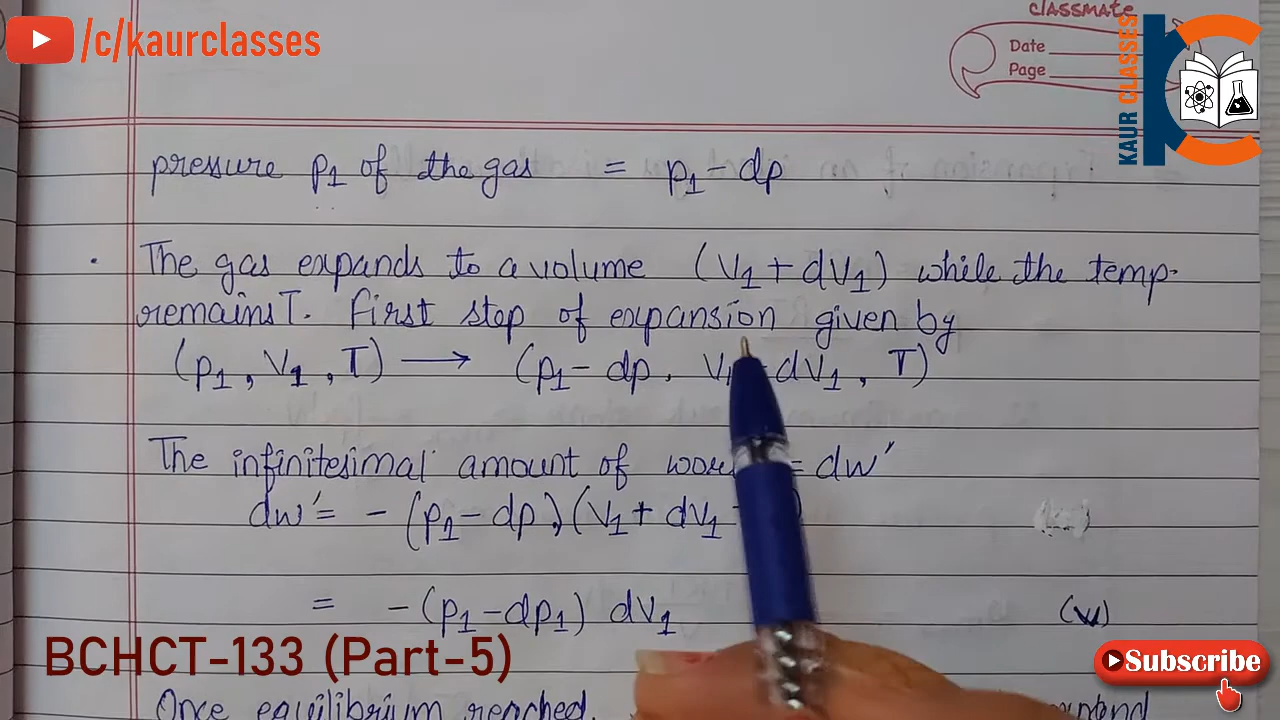 /c/kaurclasses
classmate
Date
Page
KAUR CLASSES
pressure p1 of the gas = p1 - dp
. The gas expands to a volume (V1 + dV1) while the temp.
remains T. First step of expansion given by
(p1, V1, T) → (p1 - dp, dV1, T)
The infinitesimal amount of = dw'
dw' = - (p1 - dp) (V1 + dV1
= - (p1 - dp1) dV1 (v)
BCHCT-133 (Part-5)
Subscribe
Once equilibrium reached.